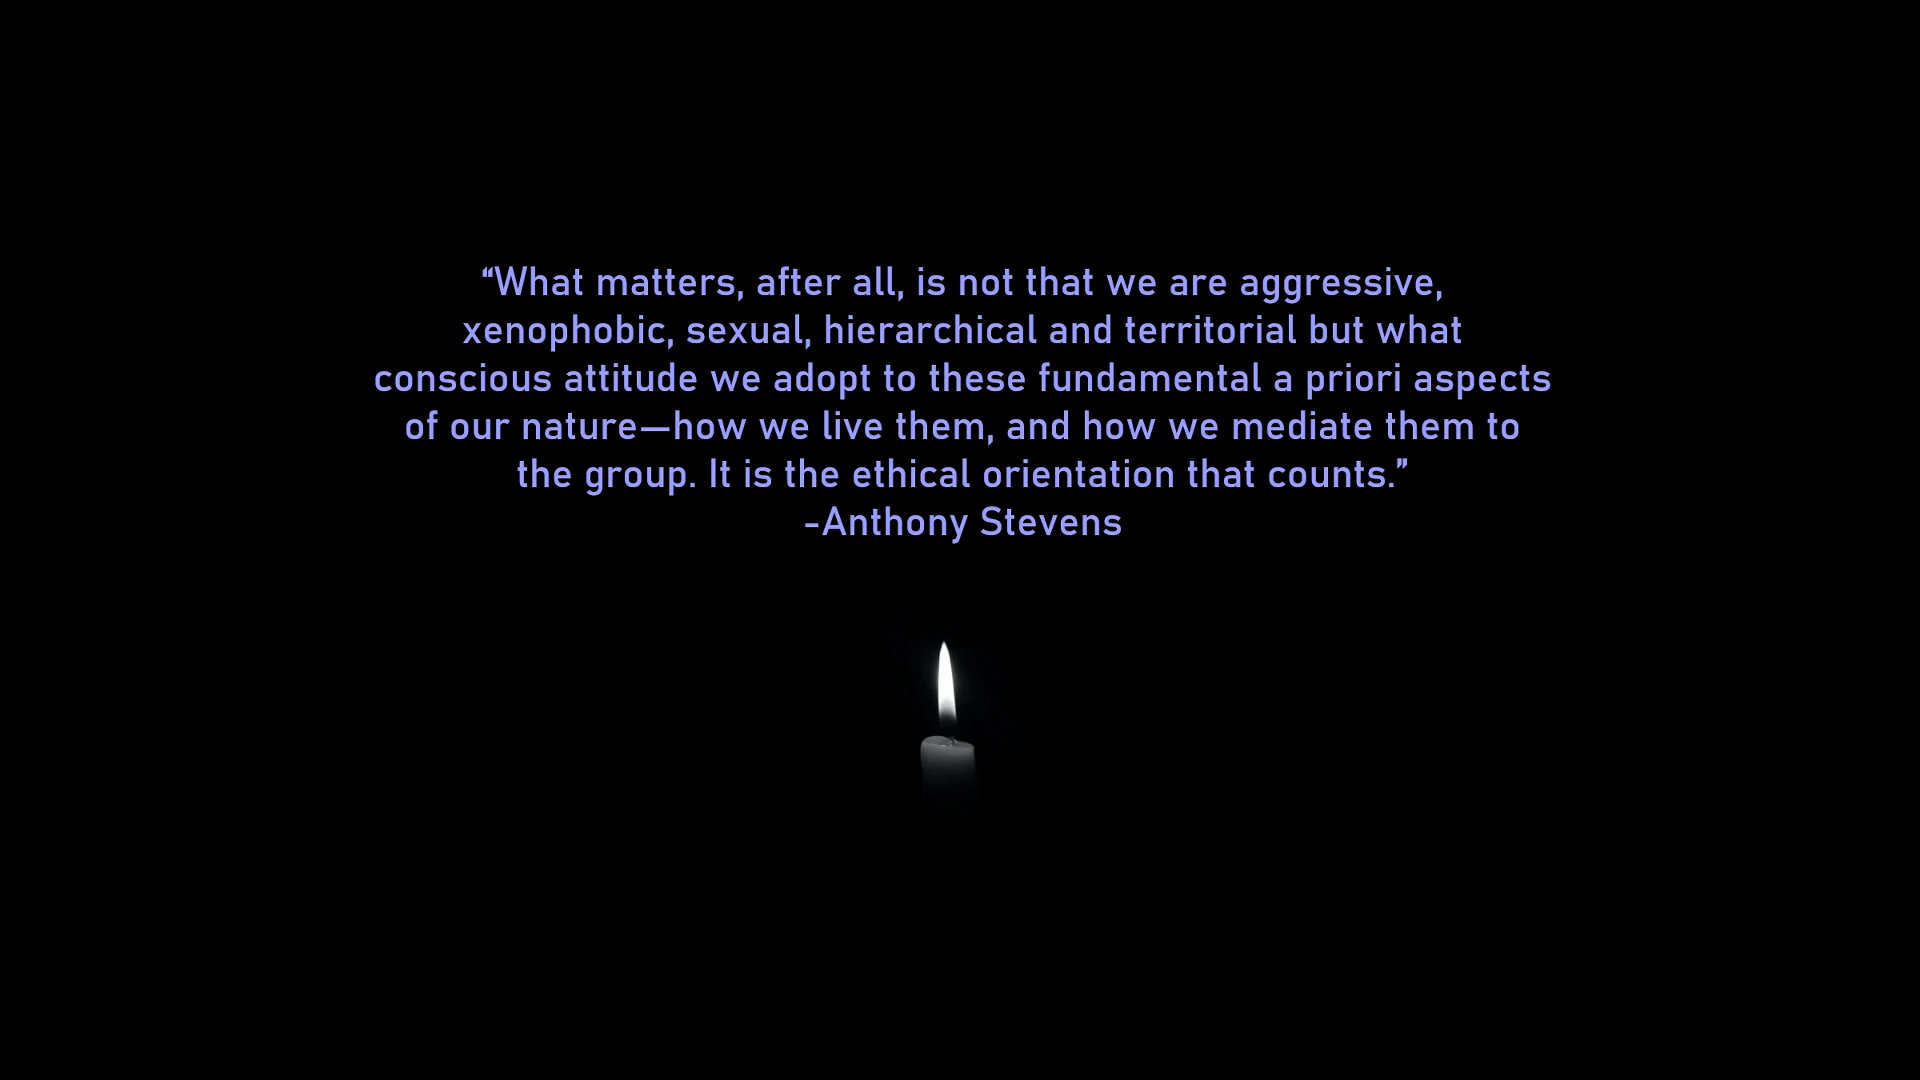 “What matters, after all, is not that we are aggressive,
xenophobic, sexual, hierarchical and territorial but what
conscious attitude we adopt to these fundamental a priori aspects
of our nature—how we live them, and how we mediate them to
the group. It is the ethical orientation that counts.”
-Anthony Stevens